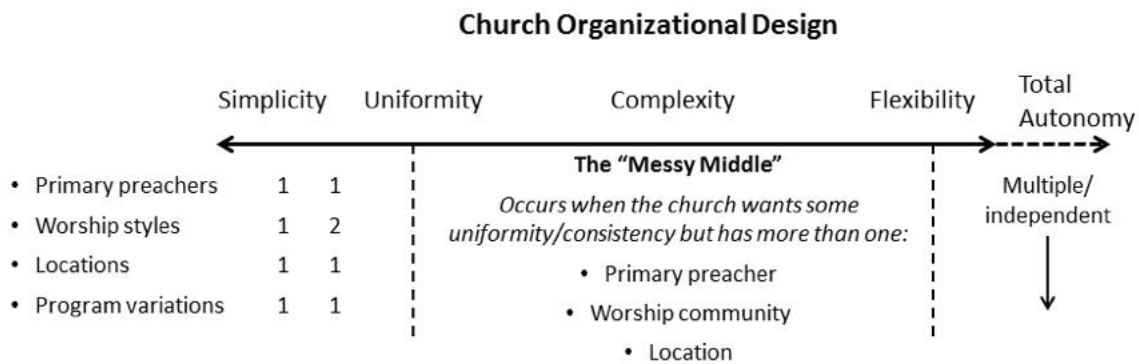 Church Organizational Design
Simplicity Uniformity Complexity Flexibility Total
Autonomy
The “Messy Middle”
• Primary preachers 1 1
• Worship styles 1 2
• Locations 1 1
• Program variations 1 1
Occurs when the church wants some
uniformity/consistency but has more than one:
• Primary preacher
• Worship community
• Location
Multiple/
independent